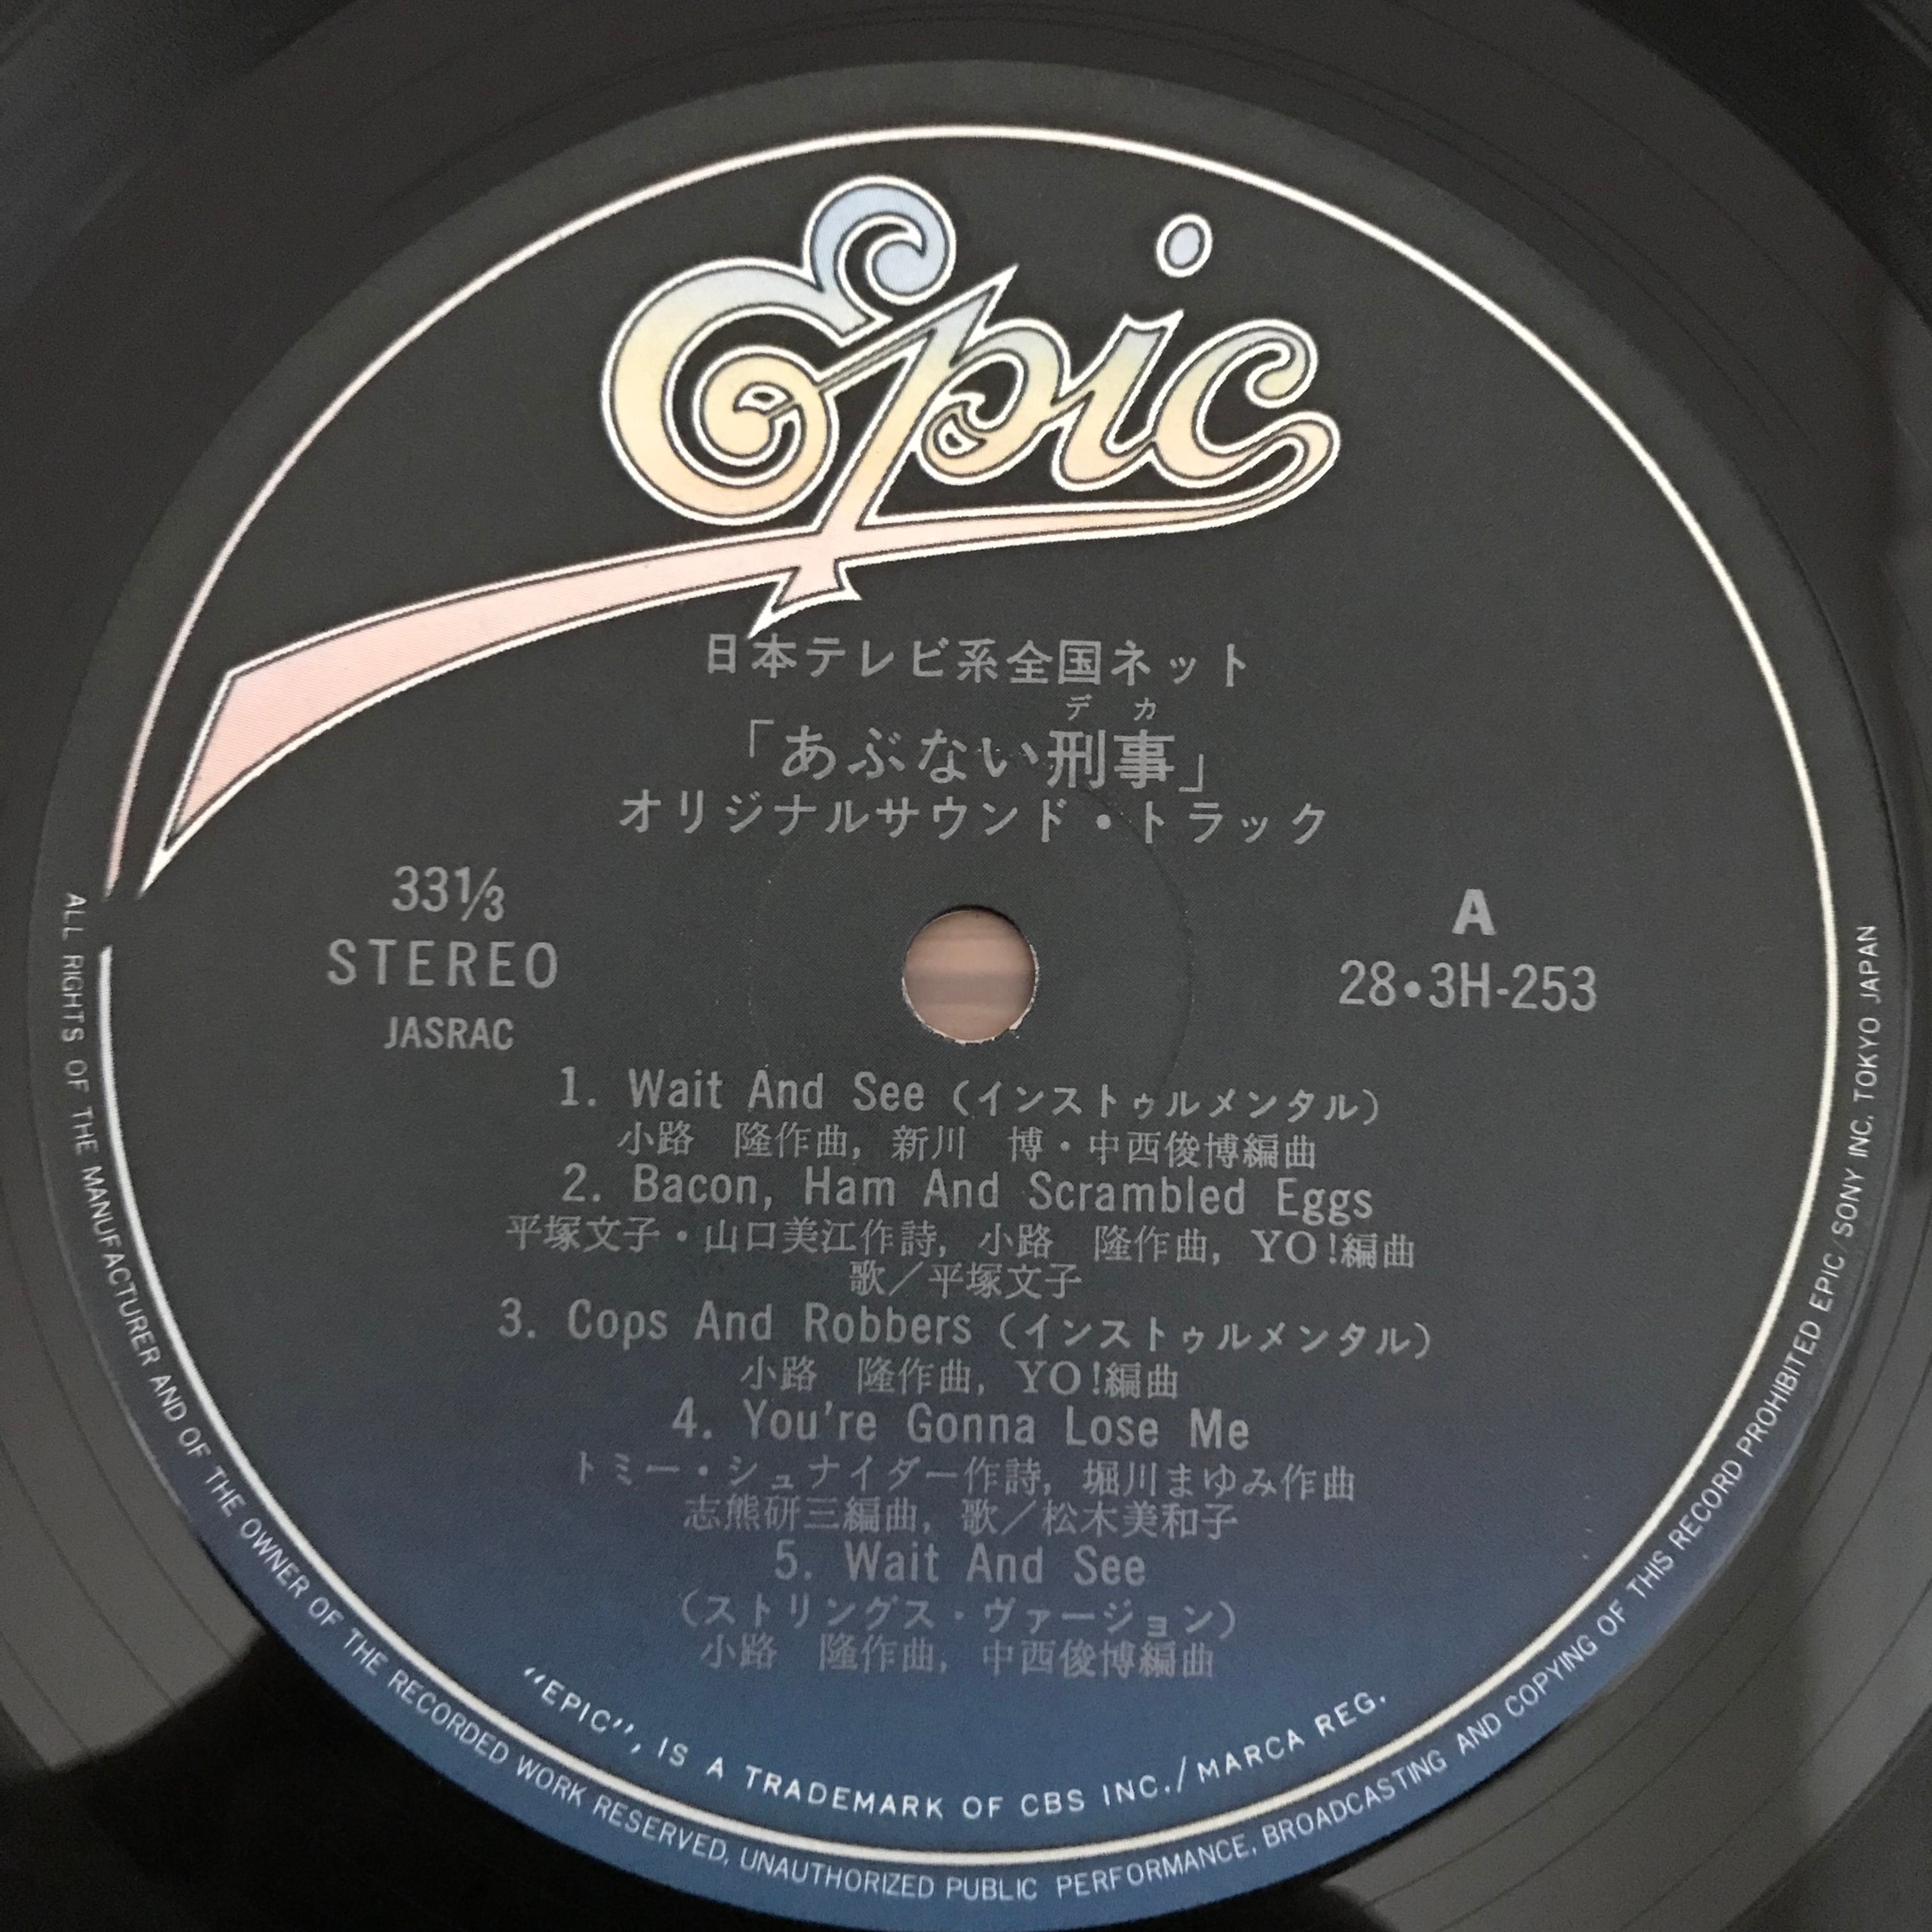 Epic
日本テレビ系全国ネット
デカ
「あぶない刑事」
オリジナルサウンド・トラック
33⅓
STEREO
JASRAC
A
28・3H-253
1. Wait And See（インストゥルメンタル）
小路　隆作曲, 新川　博・中西俊博編曲
2. Bacon, Ham And Scrambled Eggs
平塚文子・山口美江作詩, 小路　隆作曲, YO!編曲
歌／平塚文子
3. Cops And Robbers（インストゥルメンタル）
小路　隆作曲, YO!編曲
4. You're Gonna Lose Me
トミー・シュナイダー作詩, 堀川まゆみ作曲
志熊研三編曲, 歌／松木美和子
5. Wait And See
（ストリングス・ヴァージョン）
小路　隆作曲, 中西俊博編曲
"EPIC", IS A TRADEMARK OF CBS INC./MARCA REG.
ALL RIGHTS OF THE MANUFACTURER AND OF THE OWNER OF THE RECORDED WORK RESERVED, UNAUTHORIZED PUBLIC PERFORMANCE, BROADCASTING AND COPYING OF THIS RECORD PROHIBITED EPIC/SONY INC. TOKYO JAPAN